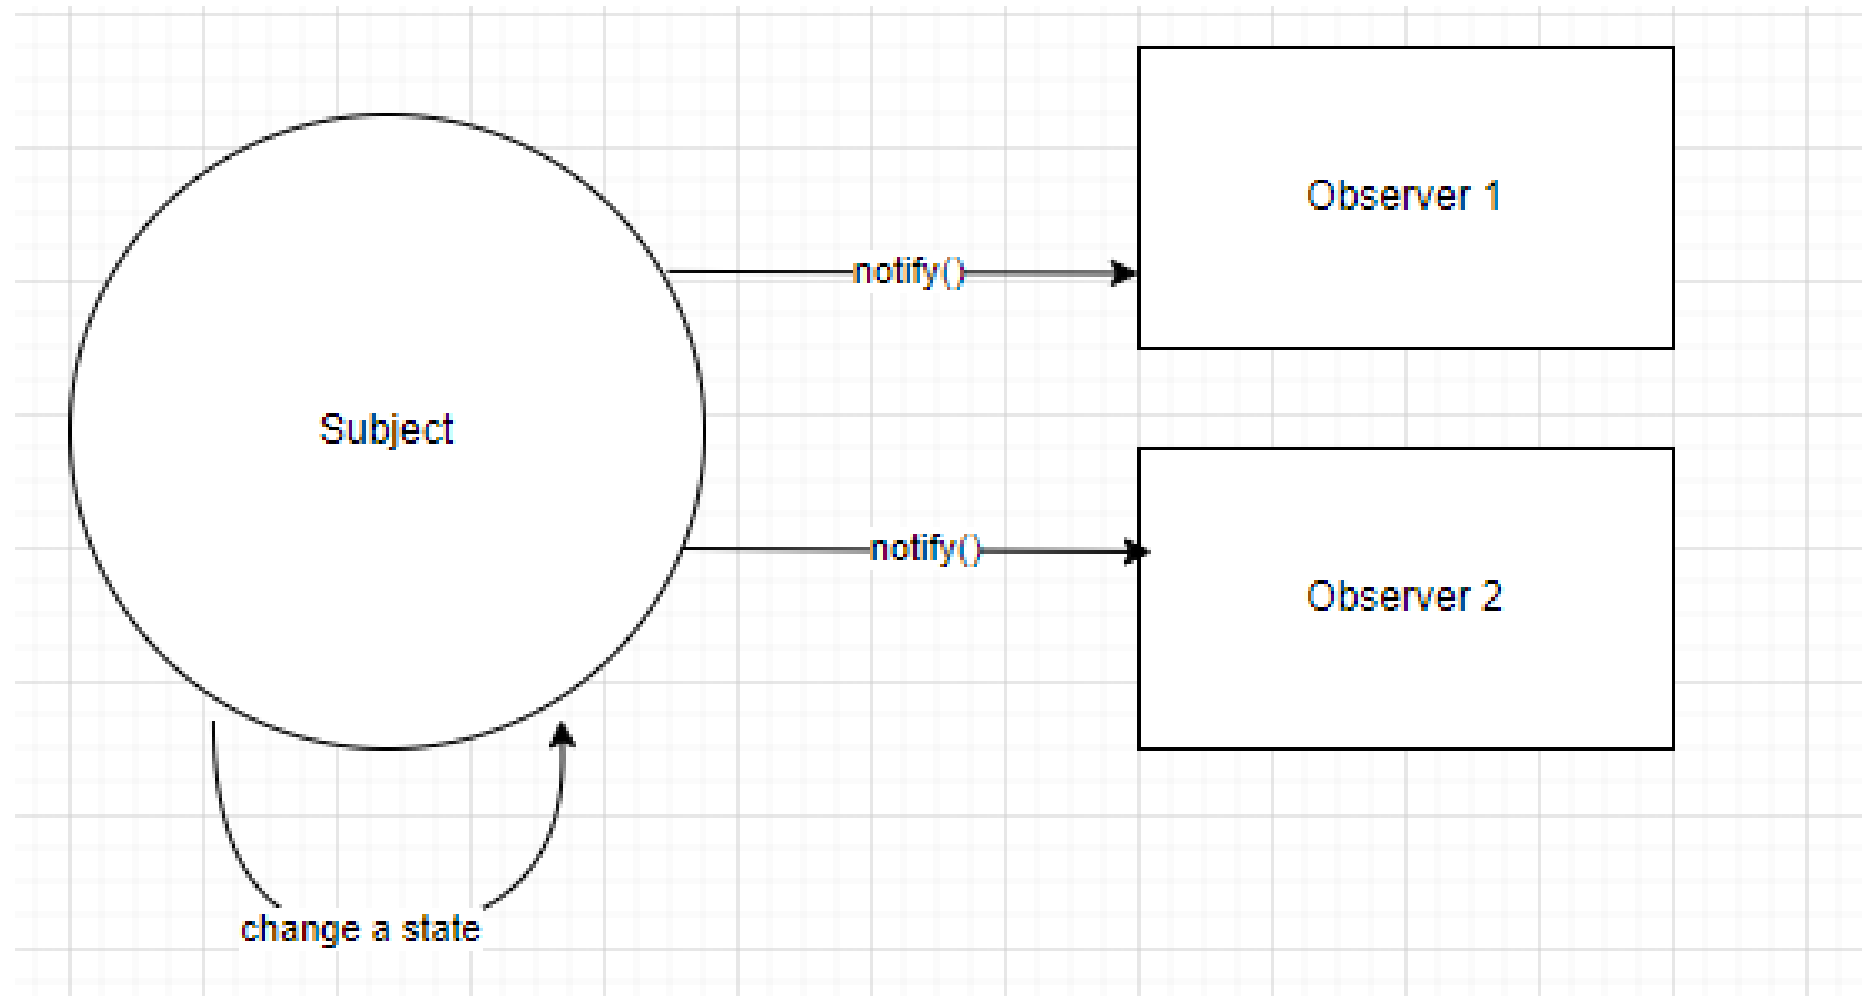 Observer 1
notify()
Subject
notify()
Observer 2
change a state